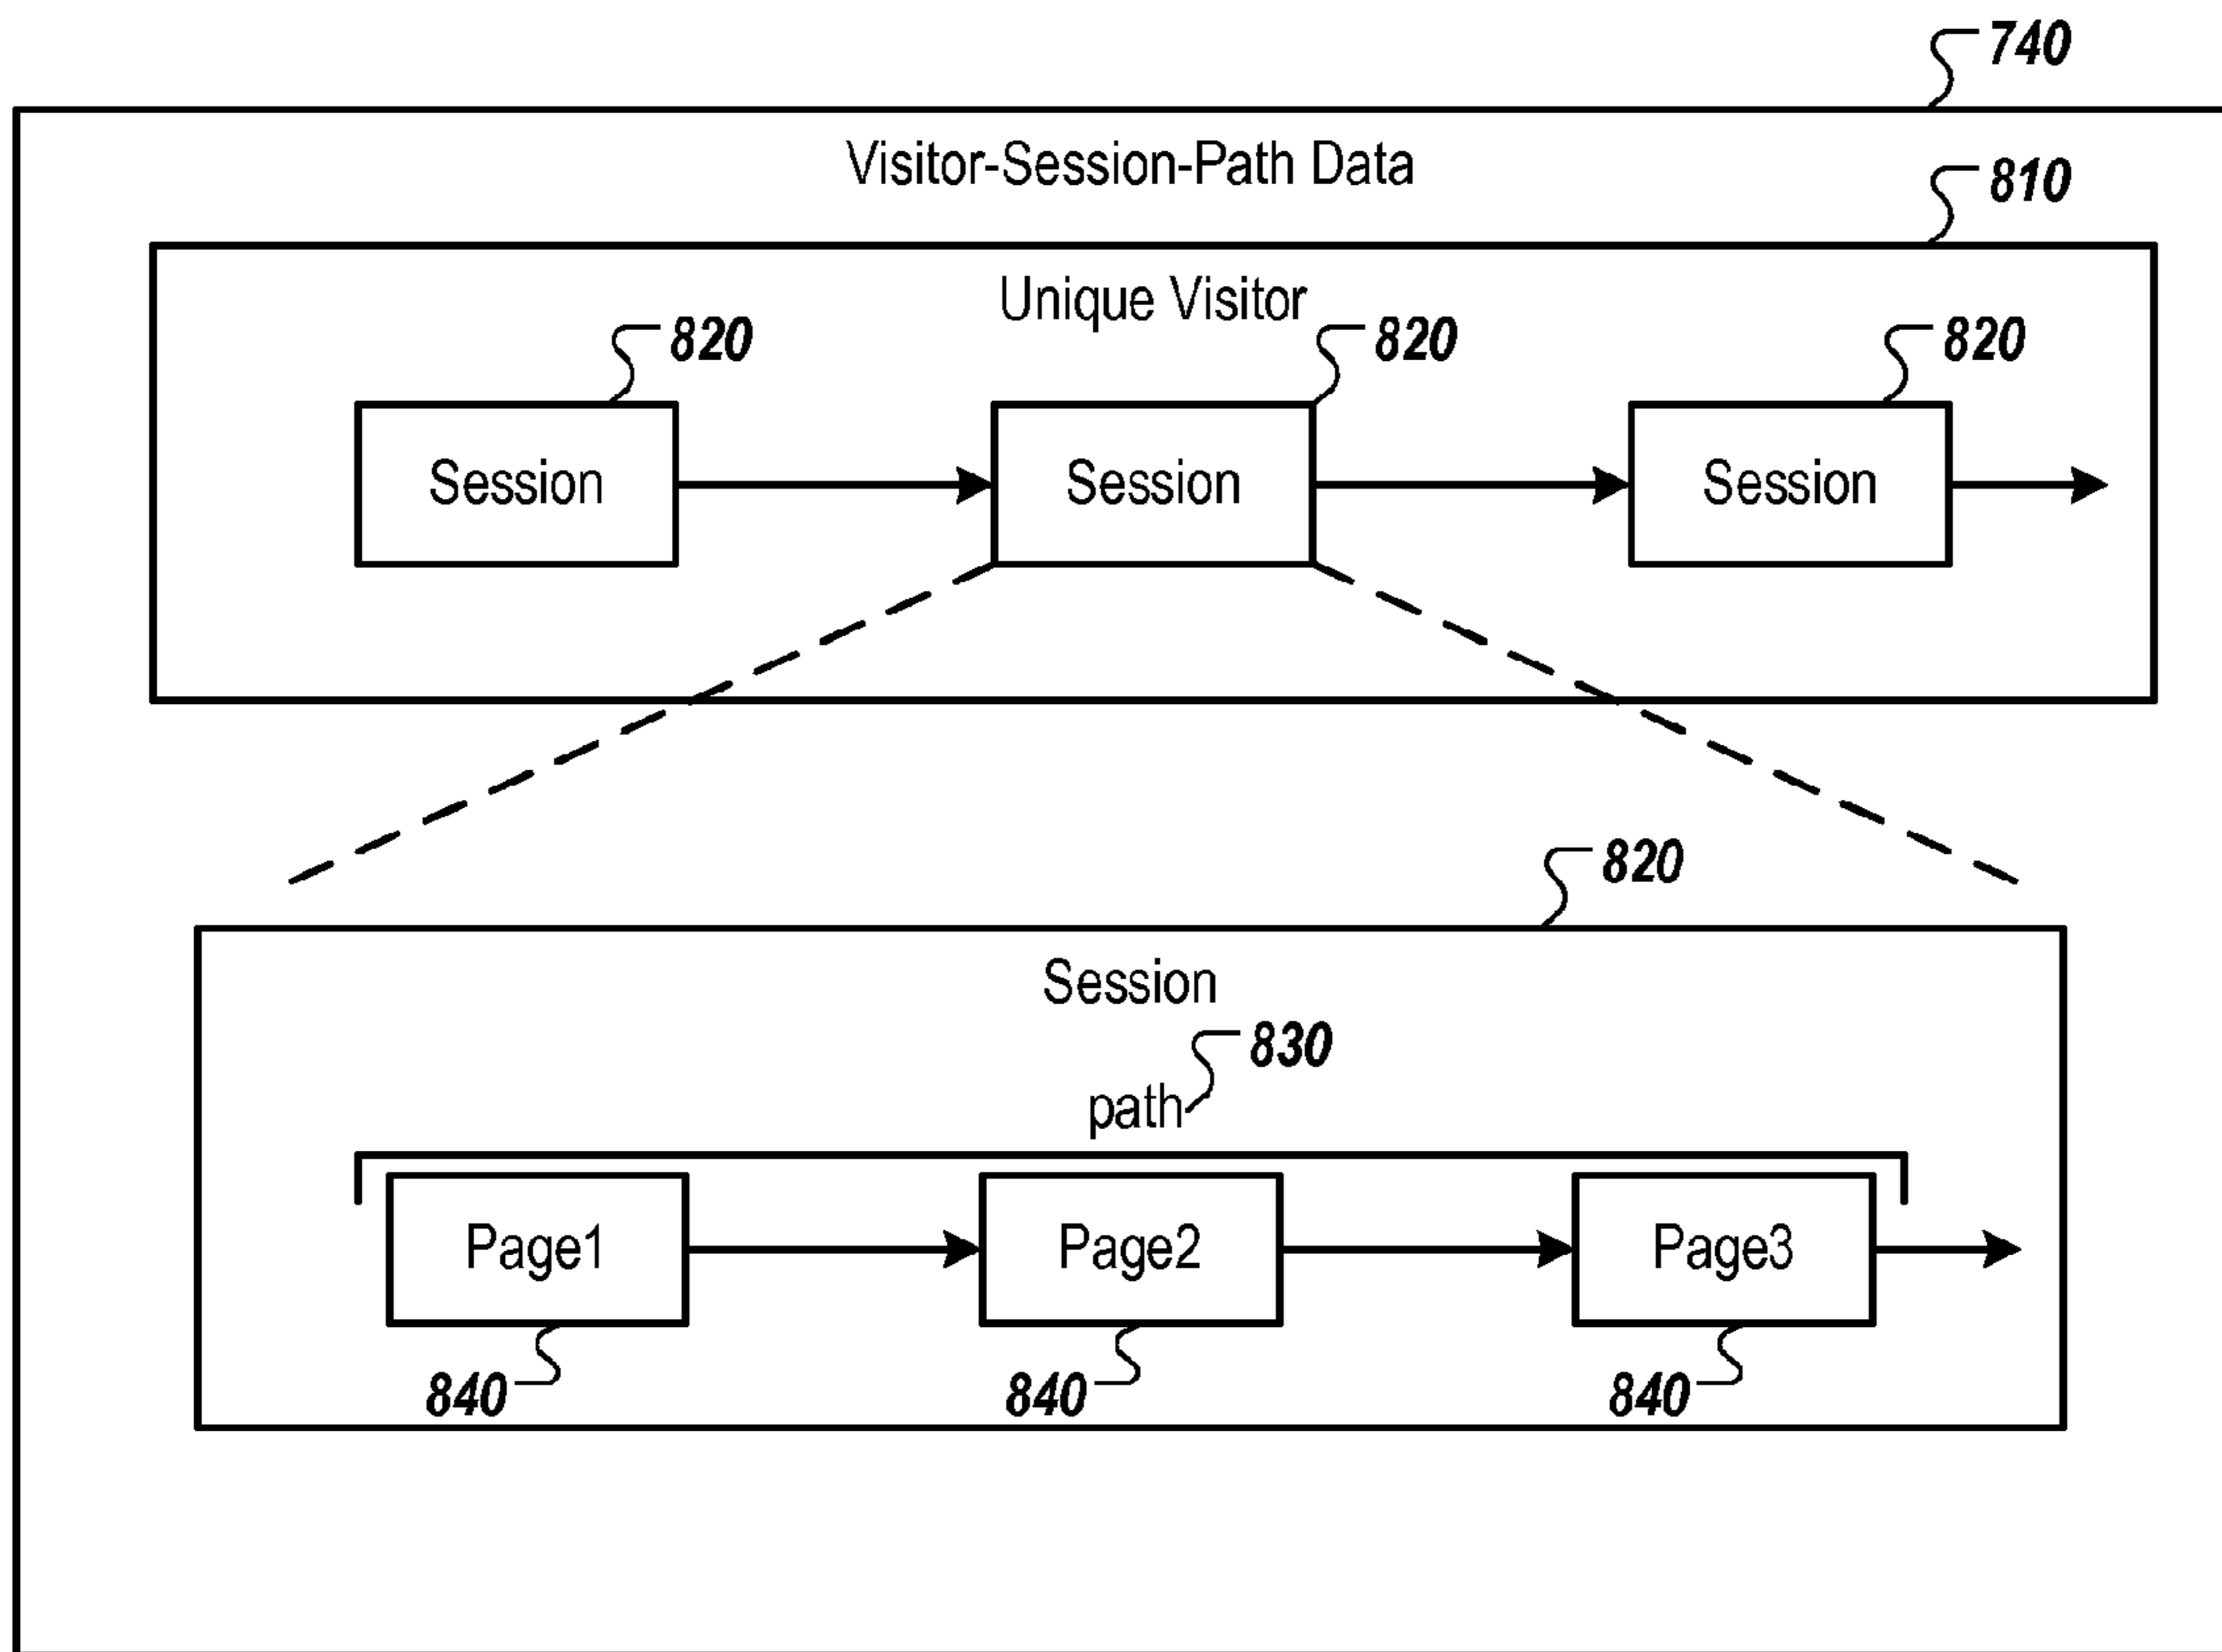 740
Visitor-Session-Path Data
810
Unique Visitor
820 820 820
Session Session Session
820
Session
830
path
Page1 Page2 Page3
840 840 840